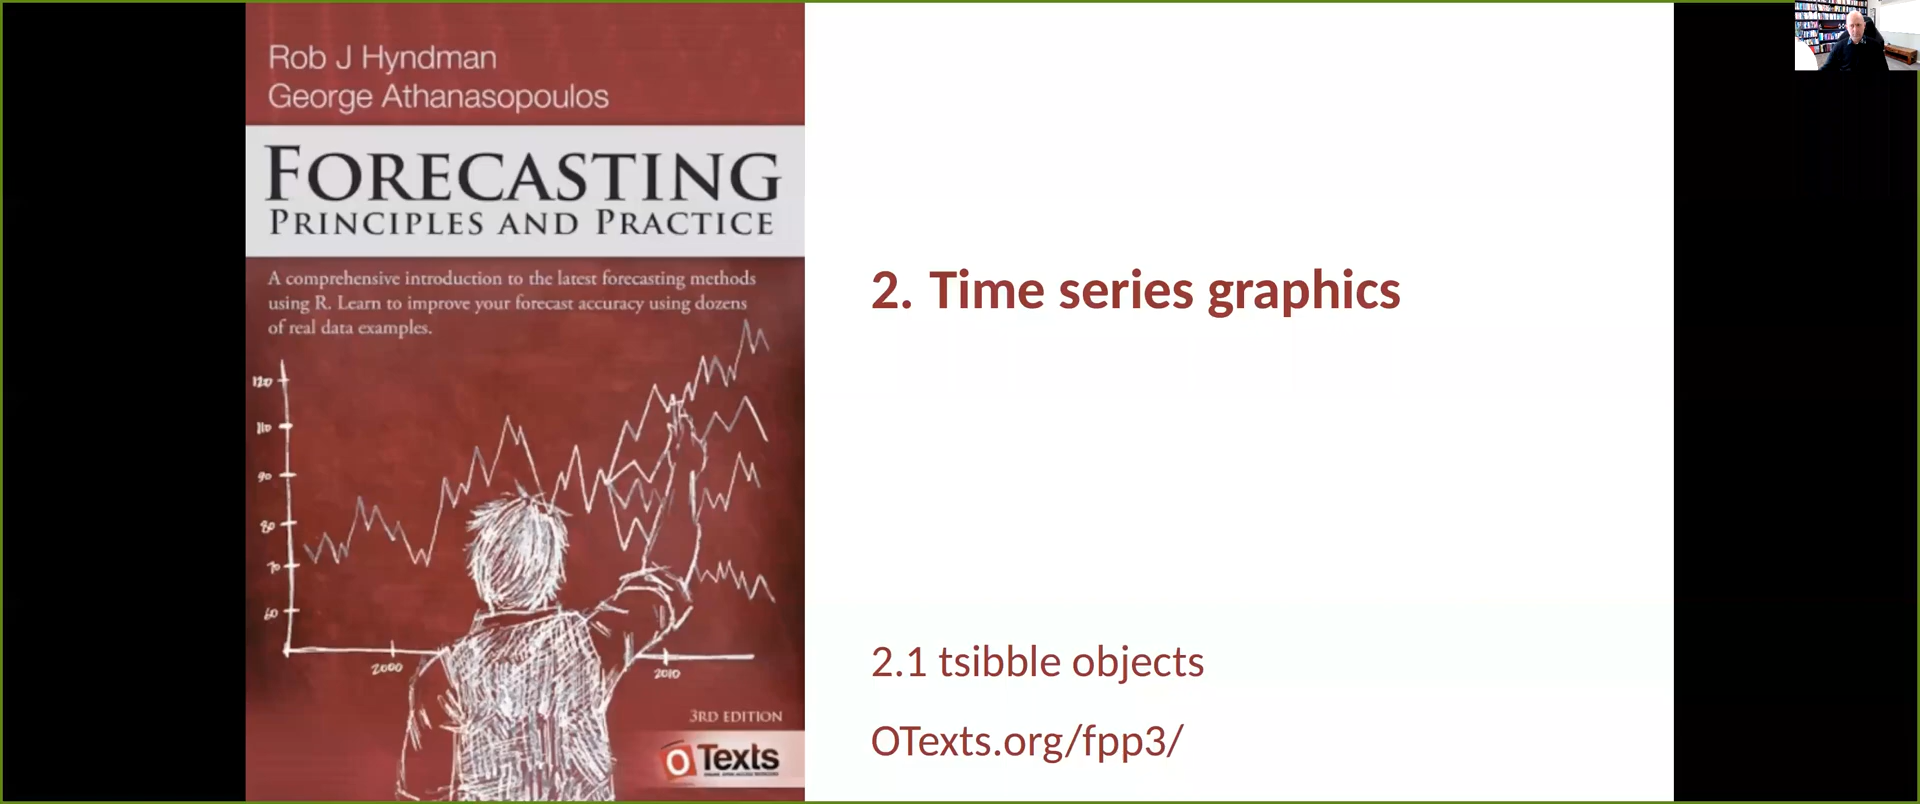 Rob J Hyndman
George Athanasopoulos
FORECASTING
PRINCIPLES AND PRACTICE
A comprehensive introduction to the latest forecasting methods
using R. Learn to improve your forecast accuracy using dozens
of real data examples.
120
110
90
80
70
60
2000
2010
3RD EDITION
OTexts
2. Time series graphics
2.1 tsibble objects
OTexts.org/fpp3/